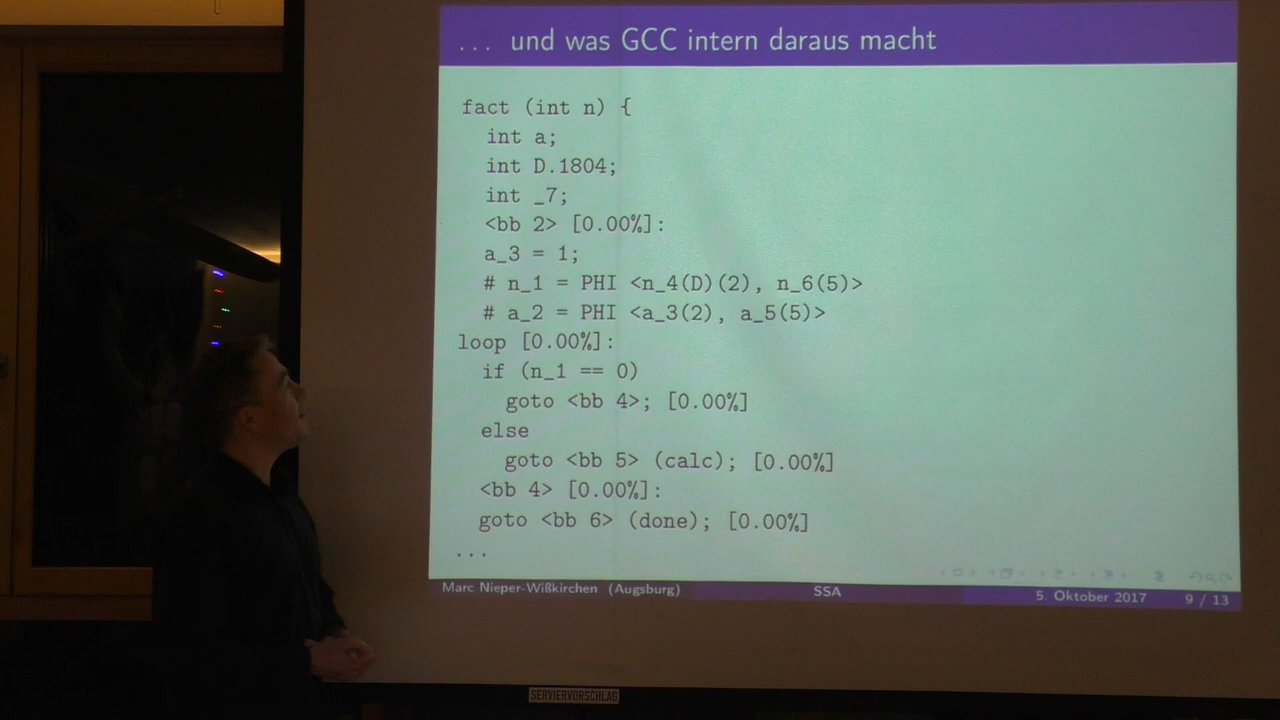 ... und was GCC intern daraus macht
fact (int n) {
int a;
int D.1804;
int _7;
<bb 2> [0.00%]:
a_3 = 1;
# n_1 = PHI <n_4(D)(2), n_6(5)>
# a_2 = PHI <a_3(2), a_5(5)>
loop [0.00%]:
if (n_1 == 0)
goto <bb 4>; [0.00%]
else
goto <bb 5> (calc); [0.00%]
<bb 4> [0.00%]:
goto <bb 6> (done); [0.00%]
...
Marc Nieper-Wißkirchen (Augsburg) SSA 5. Oktober 2017 9 / 13
SERVIERVORSCHLAG